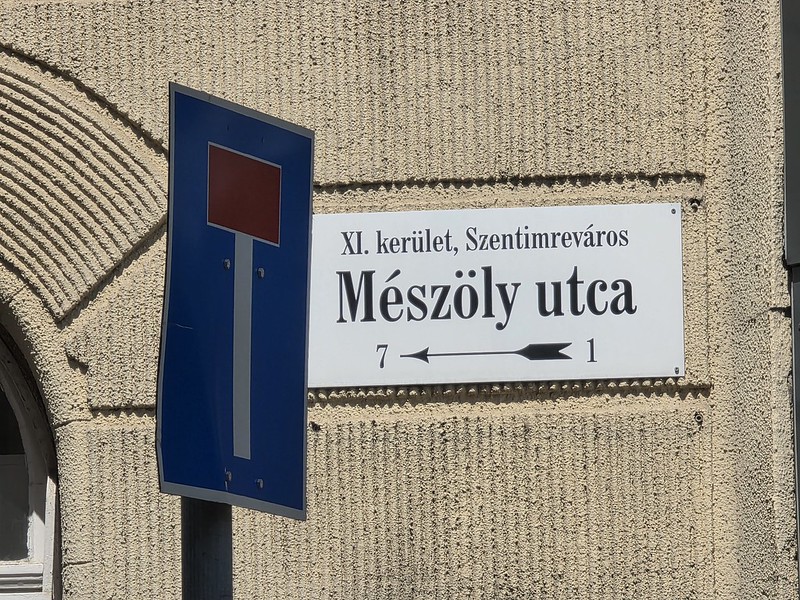 XI. kerület, Szentimreváros
Mészöly utca
7 1